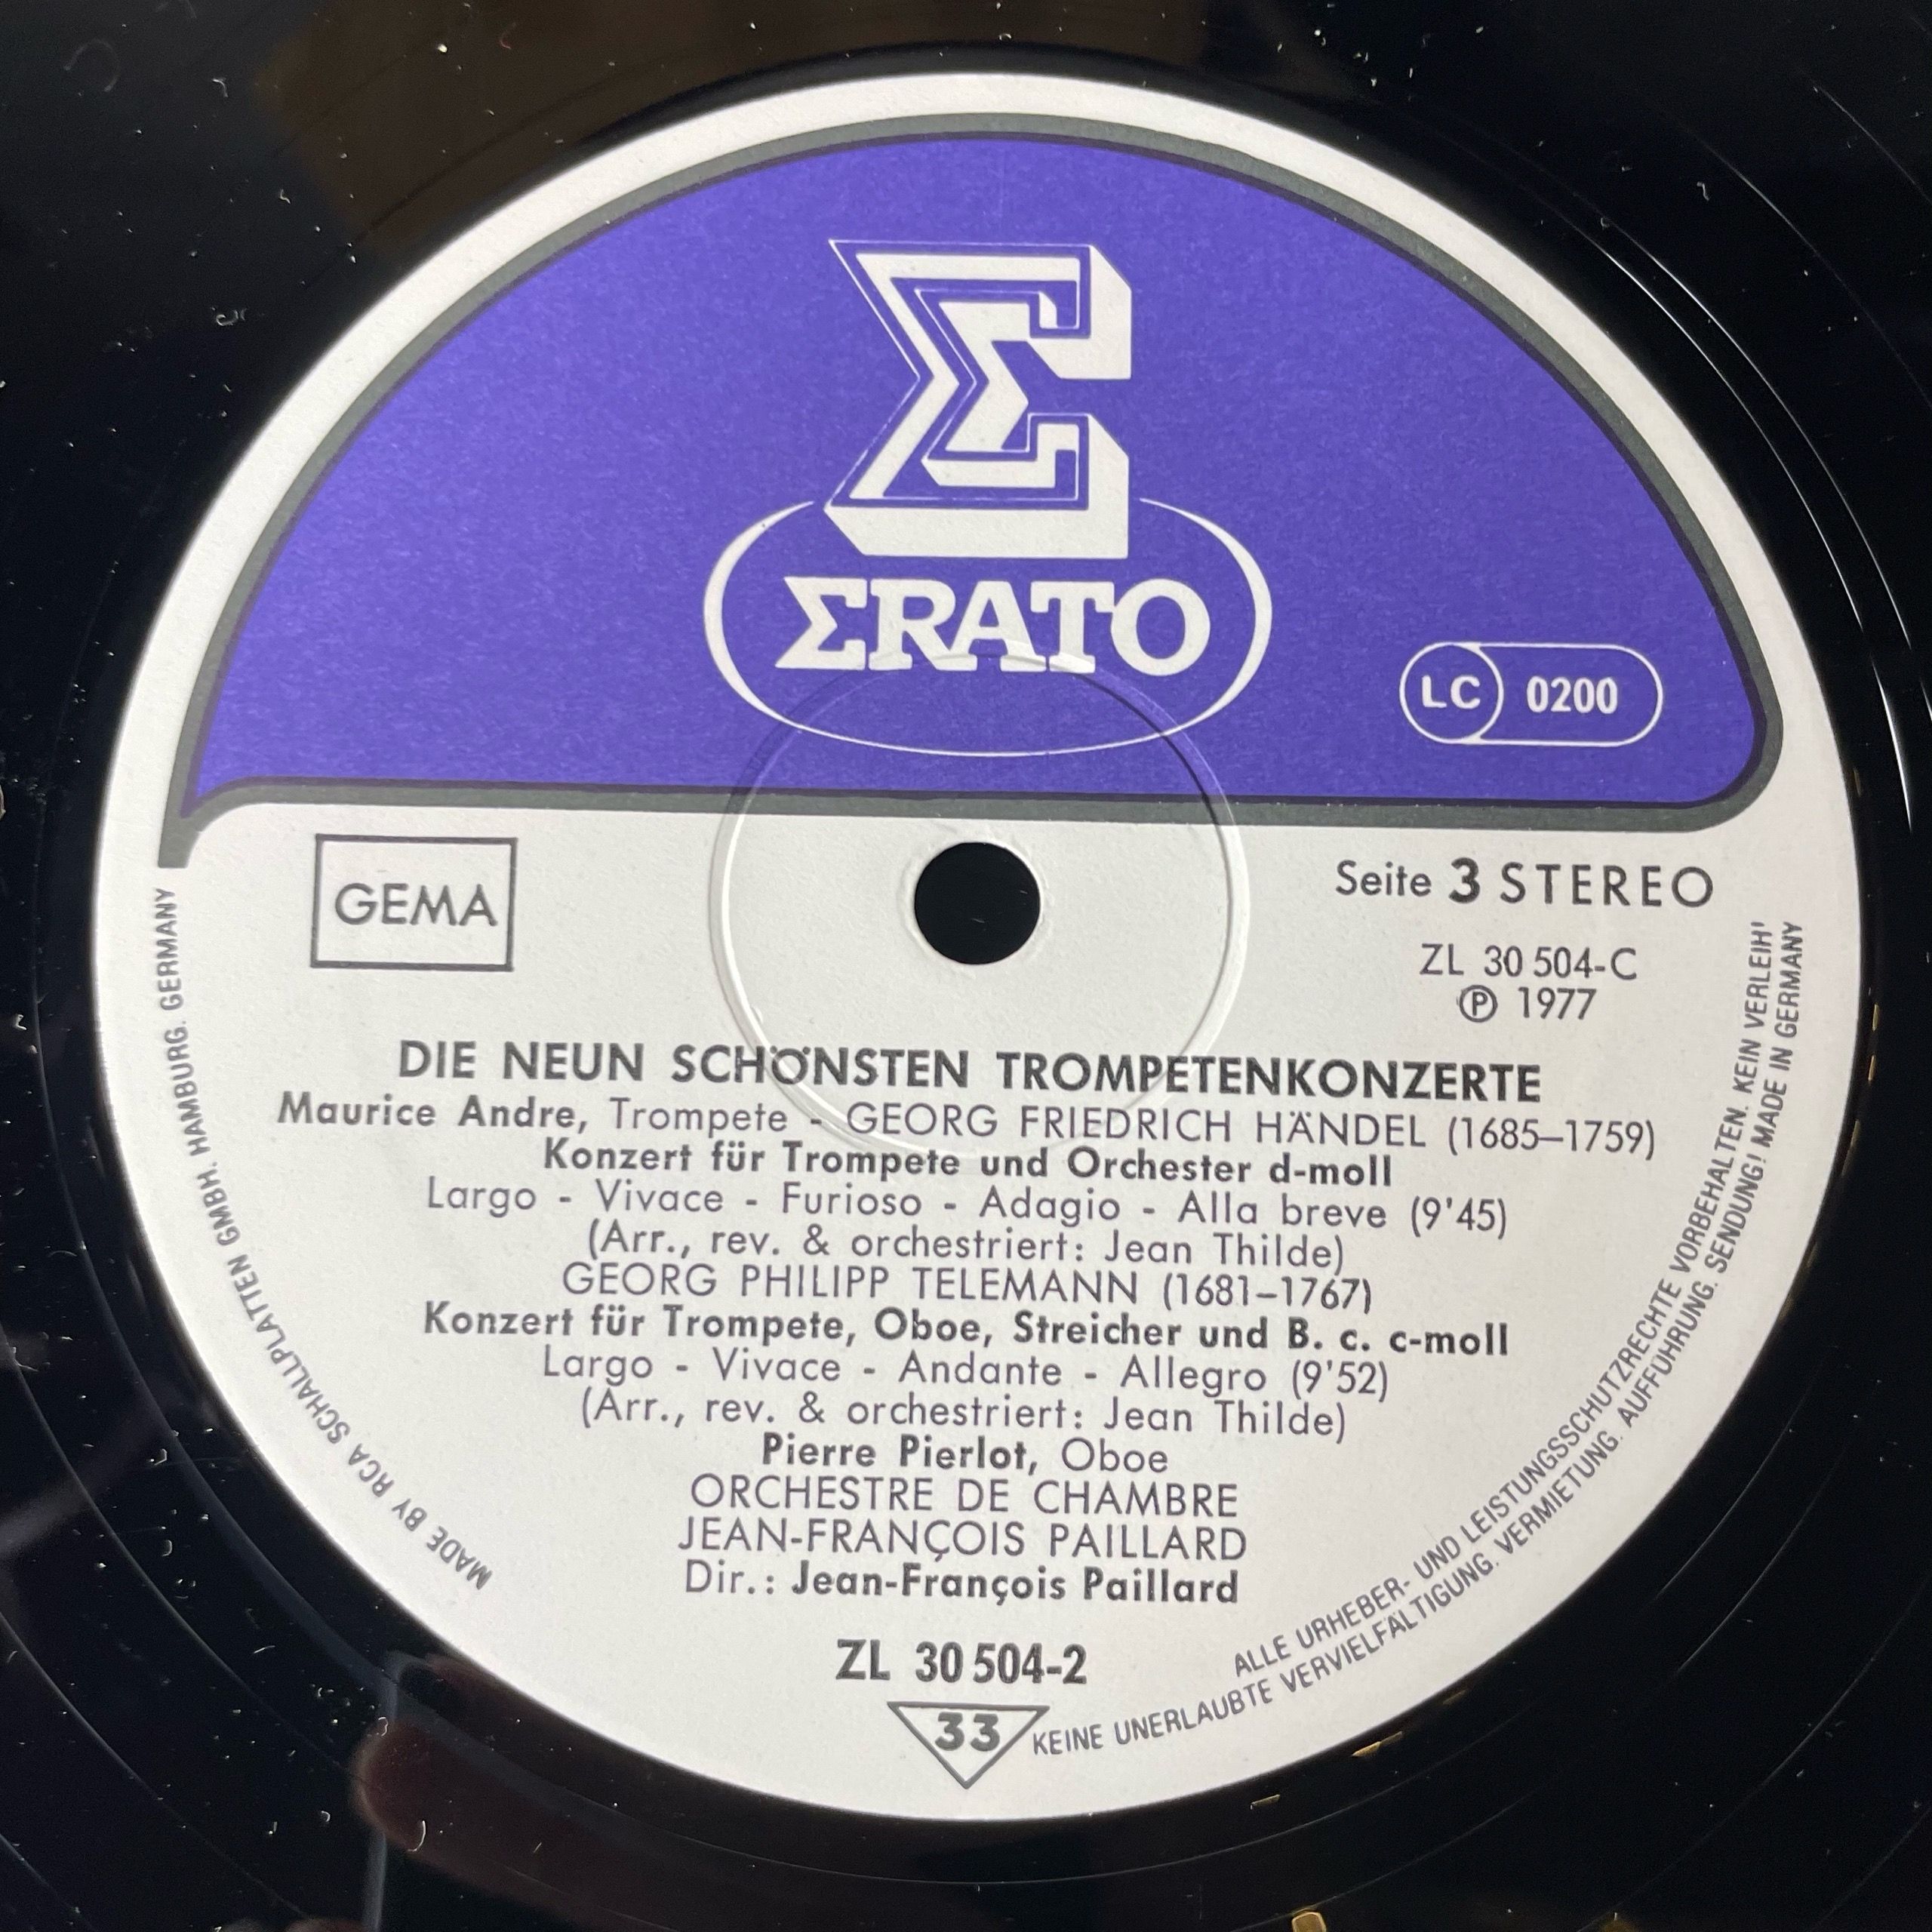 Σ
ΣRATO
LC 0200
GEMA
Seite 3 STEREO
ZL 30 504-C
Ⓟ 1977
DIE NEUN SCHÖNSTEN TROMPETENKONZERTE
Maurice Andre, Trompete - GEORG FRIEDRICH HÄNDEL (1685–1759)
Konzert für Trompete und Orchester d-moll
Largo - Vivace - Furioso - Adagio - Alla breve (9'45)
(Arr., rev. & orchestriert: Jean Thilde)
GEORG PHILIPP TELEMANN (1681–1767)
Konzert für Trompete, Oboe, Streicher und B. c. c-moll
Largo - Vivace - Andante - Allegro (9'52)
(Arr., rev. & orchestriert: Jean Thilde)
Pierre Pierlot, Oboe
ORCHESTRE DE CHAMBRE
JEAN-FRANÇOIS PAILLARD
Dir.: Jean-François Paillard
ZL 30 504-2
33
MADE BY RCA SCHALLPLATTEN GMBH. HAMBURG. GERMANY
ALLE URHEBER- UND LEISTUNGSSCHUTZRECHTE VORBEHALTEN. KEIN VERLEIH!
KEINE UNERLAUBTE VERVIELFÄLTIGUNG. VERMIETUNG. AUFFÜHRUNG. SENDUNG! MADE IN GERMANY